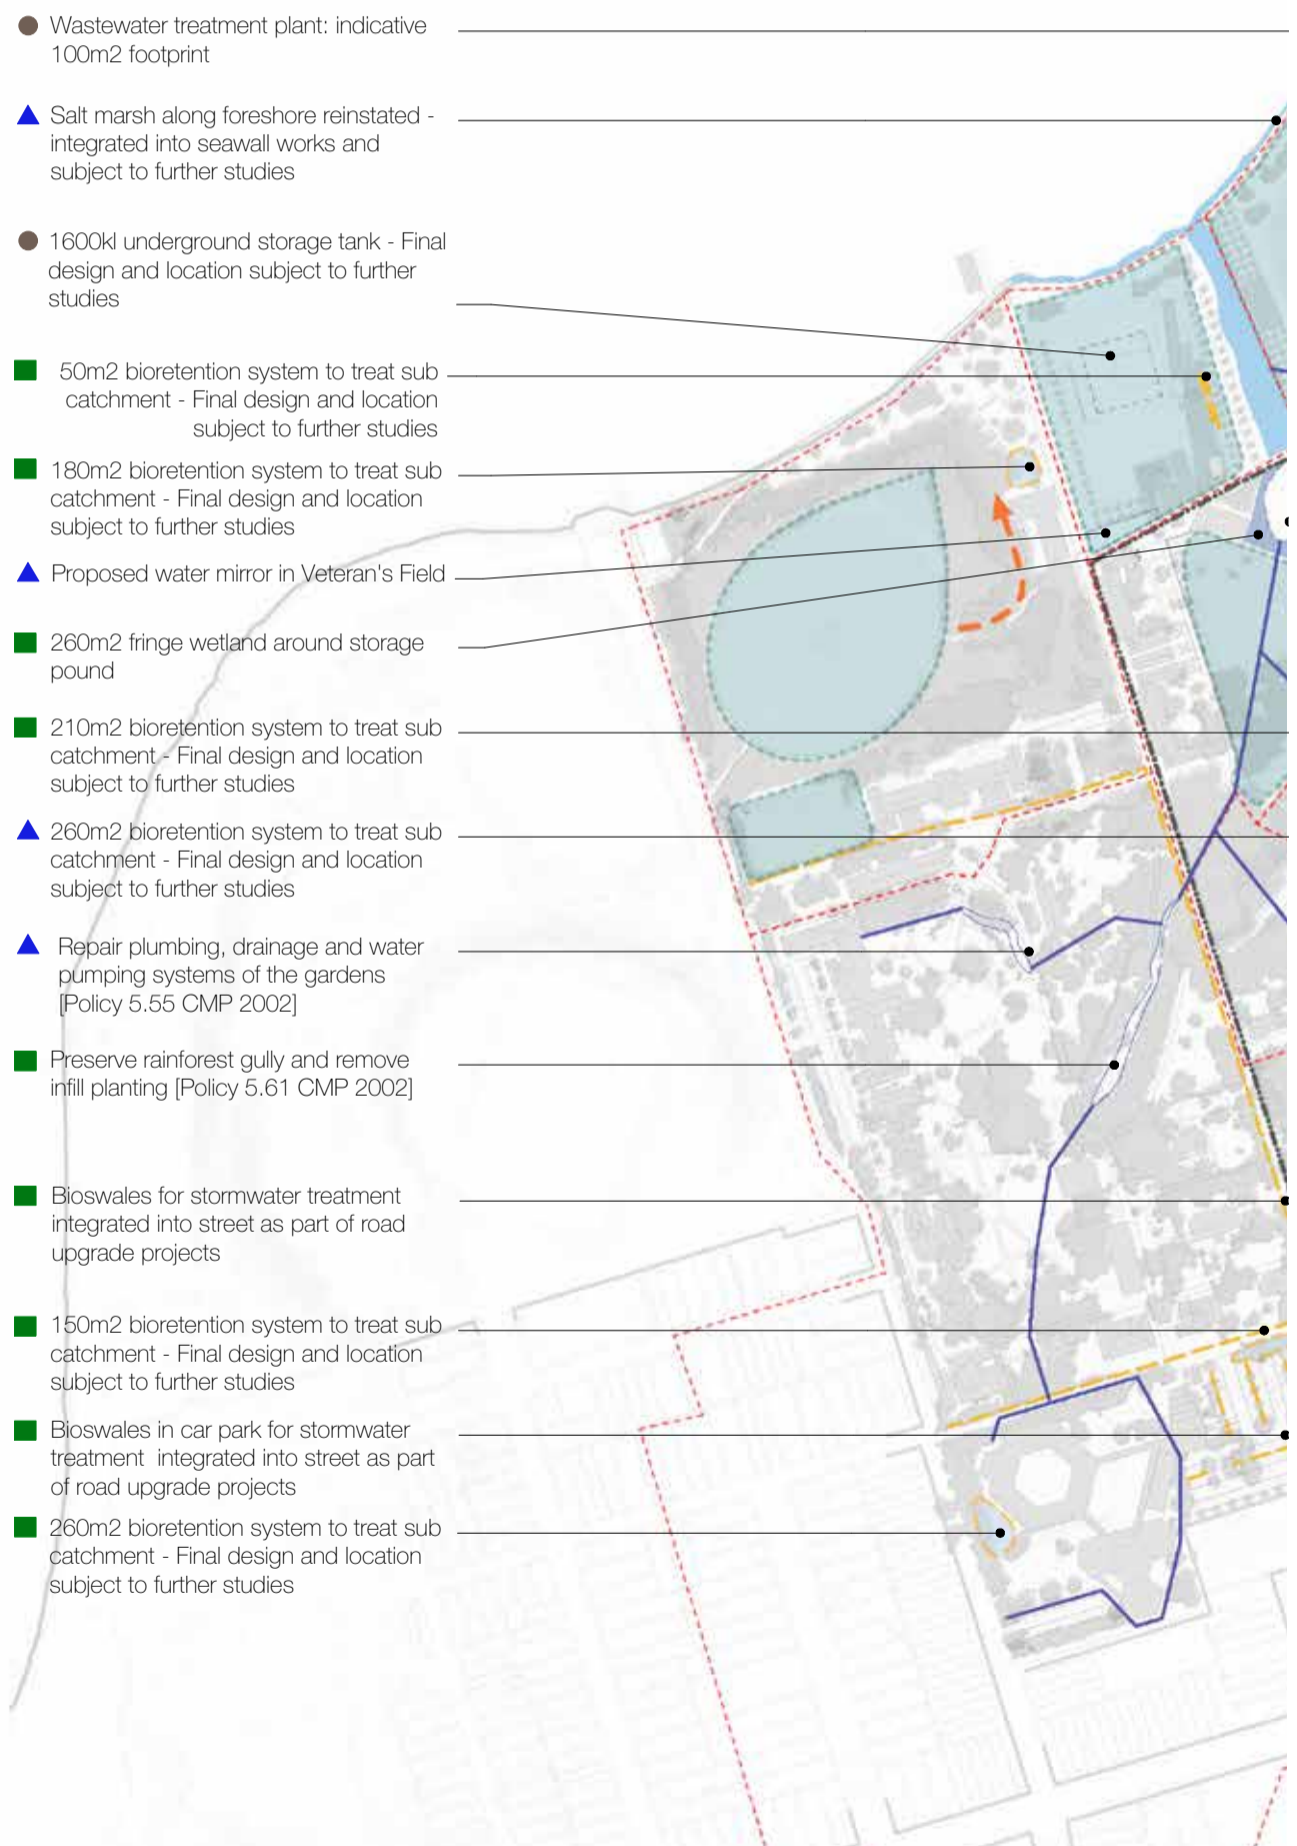 Wastewater treatment plant: indicative
100m2 footprint
Salt marsh along foreshore reinstated -
integrated into seawall works and
subject to further studies
1600kl underground storage tank - Final
design and location subject to further
studies
50m2 bioretention system to treat sub
catchment - Final design and location
subject to further studies
180m2 bioretention system to treat sub
catchment - Final design and location
subject to further studies
Proposed water mirror in Veteran's Field
260m2 fringe wetland around storage
pound
210m2 bioretention system to treat sub
catchment - Final design and location
subject to further studies
260m2 bioretention system to treat sub
catchment - Final design and location
subject to further studies
Repair plumbing, drainage and water
pumping systems of the gardens
[Policy 5.55 CMP 2002]
Preserve rainforest gully and remove
infill planting [Policy 5.61 CMP 2002]
Bioswales for stormwater treatment
integrated into street as part of road
upgrade projects
150m2 bioretention system to treat sub
catchment - Final design and location
subject to further studies
Bioswales in car park for stormwater
treatment  integrated into street as part
of road upgrade projects
260m2 bioretention system to treat sub
catchment - Final design and location
subject to further studies